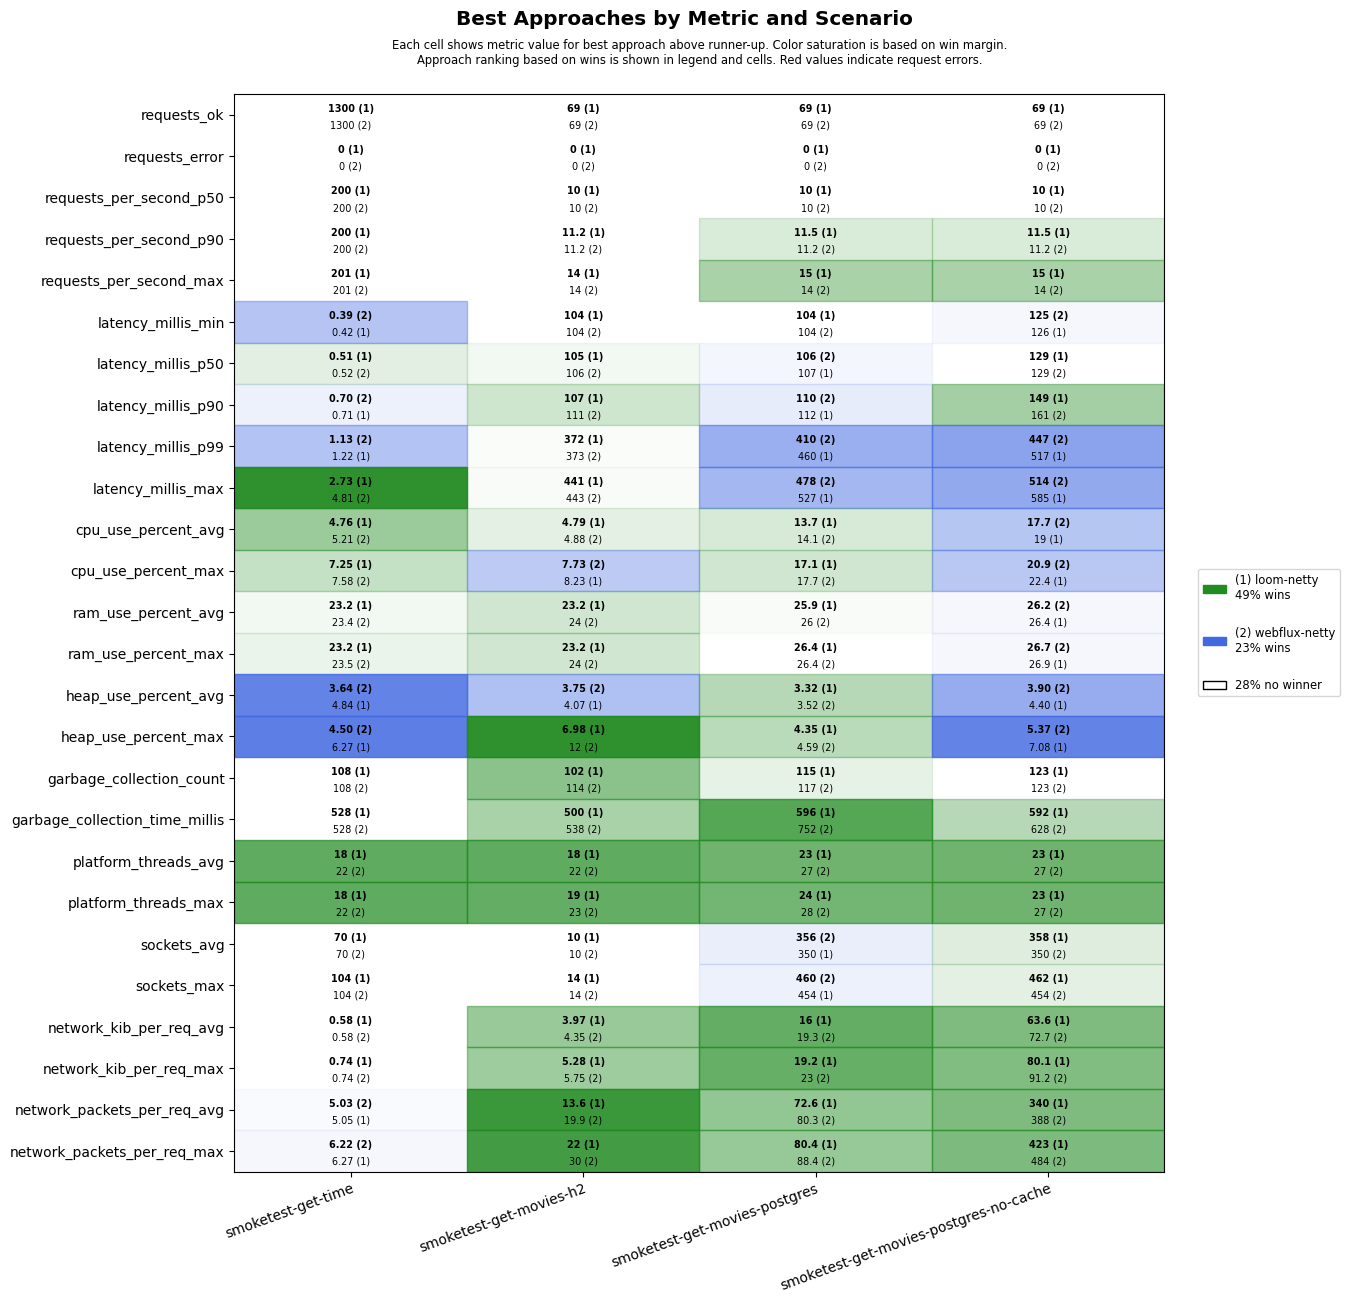 Best Approaches by Metric and Scenario
Each cell shows metric value for best approach above runner-up. Color saturation is based on win margin.
Approach ranking based on wins is shown in legend and cells. Red values indicate request errors.
requests_ok
1300 (1) 69 (1) 69 (1) 69 (1)
1300 (2) 69 (2) 69 (2) 69 (2)
requests_error
0 (1) 0 (1) 0 (1) 0 (1)
0 (2) 0 (2) 0 (2) 0 (2)
requests_per_second_p50
200 (1) 10 (1) 10 (1) 10 (1)
200 (2) 10 (2) 10 (2) 10 (2)
requests_per_second_p90
200 (1) 11.2 (1) 11.5 (1) 11.5 (1)
200 (2) 11.2 (2) 11.2 (2) 11.2 (2)
requests_per_second_max
201 (1) 14 (1) 15 (1) 15 (1)
201 (2) 14 (2) 14 (2) 14 (2)
latency_millis_min
0.39 (2) 104 (1) 104 (1) 125 (2)
0.42 (1) 104 (2) 104 (2) 126 (1)
latency_millis_p50
0.51 (1) 105 (1) 106 (2) 129 (1)
0.52 (2) 106 (2) 107 (1) 129 (2)
latency_millis_p90
0.70 (2) 107 (1) 110 (2) 149 (1)
0.71 (1) 111 (2) 112 (1) 161 (2)
latency_millis_p99
1.13 (2) 372 (1) 410 (2) 447 (2)
1.22 (1) 373 (2) 460 (1) 517 (1)
latency_millis_max
2.73 (1) 441 (1) 478 (2) 514 (2)
4.81 (2) 443 (2) 527 (1) 585 (1)
cpu_use_percent_avg
4.76 (1) 4.79 (1) 13.7 (1) 17.7 (2)
5.21 (2) 4.88 (2) 14.1 (2) 19 (1)
cpu_use_percent_max
7.25 (1) 7.73 (2) 17.1 (1) 20.9 (2)
7.58 (2) 8.23 (1) 17.7 (2) 22.4 (1)
ram_use_percent_avg
23.2 (1) 23.2 (1) 25.9 (1) 26.2 (2)
23.4 (2) 24 (2) 26 (2) 26.4 (1)
ram_use_percent_max
23.2 (1) 23.2 (1) 26.4 (1) 26.7 (2)
23.5 (2) 24 (2) 26.4 (2) 26.9 (1)
heap_use_percent_avg
3.64 (2) 3.75 (2) 3.32 (1) 3.90 (2)
4.84 (1) 4.07 (1) 3.52 (2) 4.40 (1)
heap_use_percent_max
4.50 (2) 6.98 (1) 4.35 (1) 5.37 (2)
6.27 (1) 12 (2) 4.59 (2) 7.08 (1)
garbage_collection_count
108 (1) 102 (1) 115 (1) 123 (1)
108 (2) 114 (2) 117 (2) 123 (2)
garbage_collection_time_millis
528 (1) 500 (1) 596 (1) 592 (1)
528 (2) 538 (2) 752 (2) 628 (2)
platform_threads_avg
18 (1) 18 (1) 23 (1) 23 (1)
22 (2) 22 (2) 27 (2) 27 (2)
platform_threads_max
18 (1) 19 (1) 24 (1) 23 (1)
22 (2) 23 (2) 28 (2) 27 (2)
sockets_avg
70 (1) 10 (1) 356 (2) 358 (1)
70 (2) 10 (2) 350 (1) 350 (2)
sockets_max
104 (1) 14 (1) 460 (2) 462 (1)
104 (2) 14 (2) 454 (1) 454 (2)
network_kib_per_req_avg
0.58 (1) 3.97 (1) 16 (1) 63.6 (1)
0.58 (2) 4.35 (2) 19.3 (2) 72.7 (2)
network_kib_per_req_max
0.74 (1) 5.28 (1) 19.2 (1) 80.1 (1)
0.74 (2) 5.75 (2) 23 (2) 91.2 (2)
network_packets_per_req_avg
5.03 (2) 13.6 (1) 72.6 (1) 340 (1)
5.05 (1) 19.9 (2) 80.3 (2) 388 (2)
network_packets_per_req_max
6.22 (2) 22 (1) 80.4 (1) 423 (1)
6.27 (1) 30 (2) 88.4 (2) 484 (2)
smoketest-get-time
smoketest-get-movies-h2
smoketest-get-movies-postgres
smoketest-get-movies-postgres-no-cache
(1) loom-netty
49% wins
(2) webflux-netty
23% wins
28% no winner